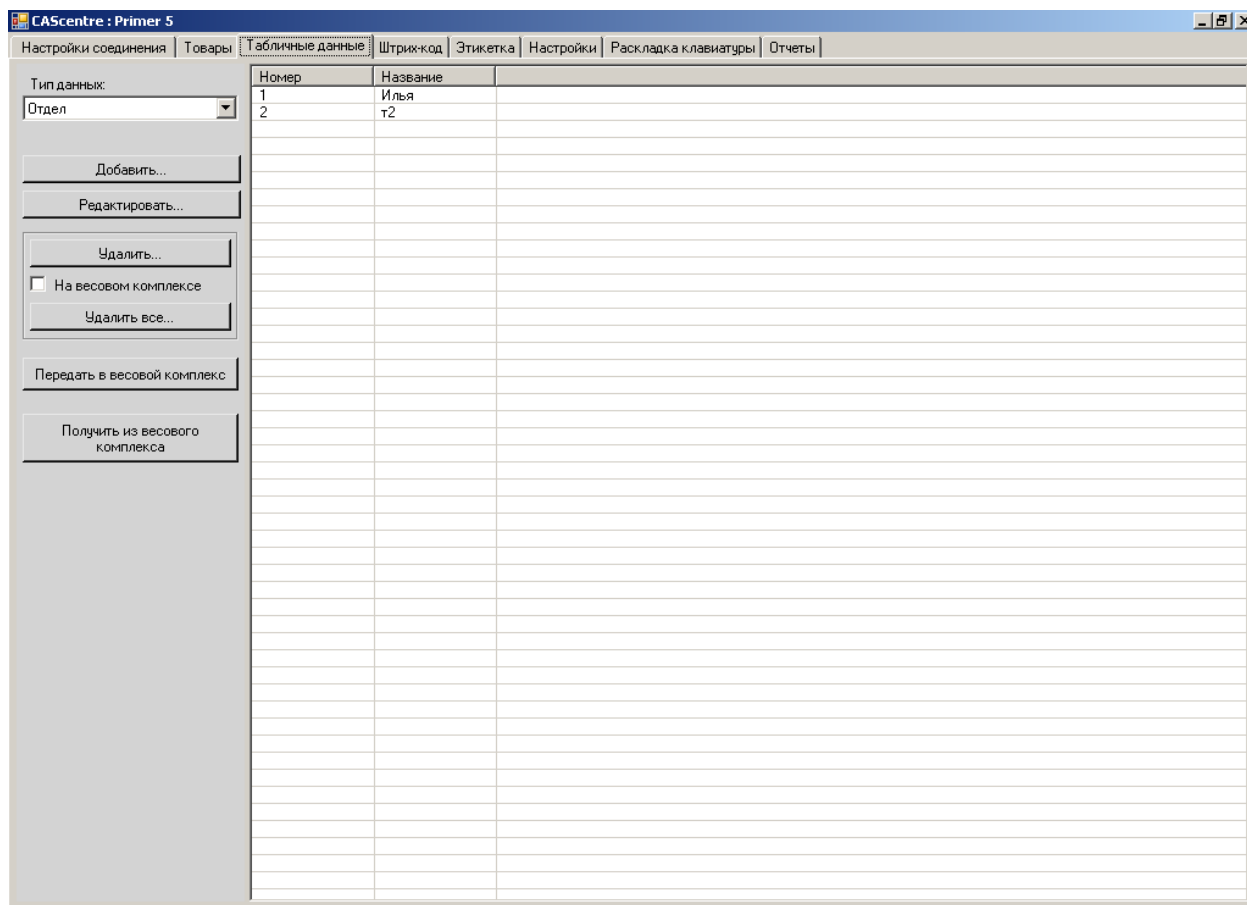 CAScentre : Primer 5
Настройки соединения Товары Табличные данные Штрих-код Этикетка Настройки Раскладка клавиатуры Отчеты
Тип данных:
Отдел
Добавить...
Редактировать...
Удалить...
На весовом комплексе
Удалить все...
Передать в весовой комплекс
Получить из весового
комплекса
Номер Название
1 Илья
2 т2